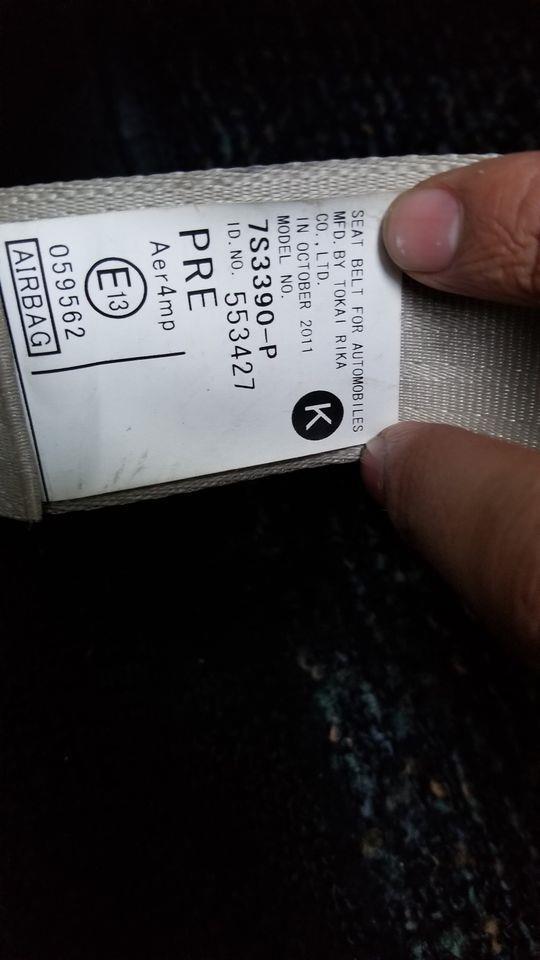 SEAT BELT FOR AUTOMOBILES
MFD. BY TOKAI RIKA
CO., LTD.
IN OCTOBER 2011
MODEL NO.
7S3390-P
ID. NO. 553427
K
PRE
Aer4mp
E13
059562
AIRBAG